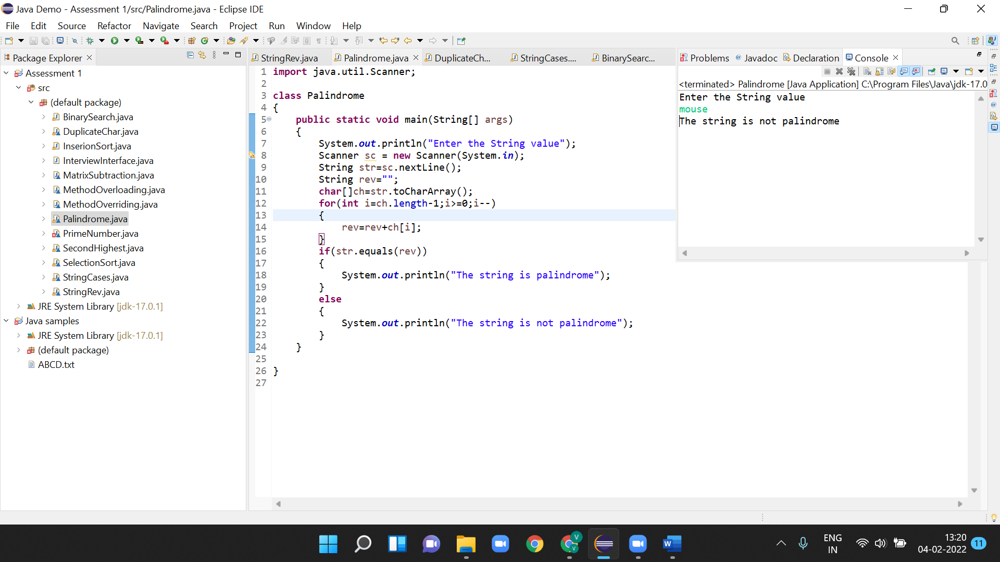 Java Demo - Assessment 1/src/Palindrome.java - Eclipse IDE
File Edit Source Refactor Navigate Search Project Run Window Help
Package Explorer
Assessment 1
src
(default package)
BinarySearch.java
DuplicateChar.java
InserionSort.java
InterviewInterface.java
MatrixSubtraction.java
MethodOverloading.java
MethodOverriding.java
Palindrome.java
PrimeNumber.java
SecondHighest.java
SelectionSort.java
StringCases.java
StringRev.java
JRE System Library [jdk-17.0.1]
Java samples
JRE System Library [jdk-17.0.1]
(default package)
ABCD.txt
StringRev.java Palindrome.java DuplicateCh... StringCases.... BinarySearc...
1 import java.util.Scanner;
2
3 class Palindrome
4 {
5 public static void main(String[] args)
6 {
7 System.out.println("Enter the String value");
8 Scanner sc = new Scanner(System.in);
9 String str=sc.nextLine();
10 String rev="";
11 char[]ch=str.toCharArray();
12 for(int i=ch.length-1;i>=0;i--)
13 {
14 rev=rev+ch[i];
15 }
16 if(str.equals(rev))
17 {
18 System.out.println("The string is palindrome");
19 }
20 else
21 {
22 System.out.println("The string is not palindrome");
23 }
24 }
25
26 }
27
Problems Javadoc Declaration Console
<terminated> Palindrome [Java Application] C:\Program Files\Java\jdk-17.0
Enter the String value
mouse
The string is not palindrome
ENG
IN
13:20
04-02-2022
11